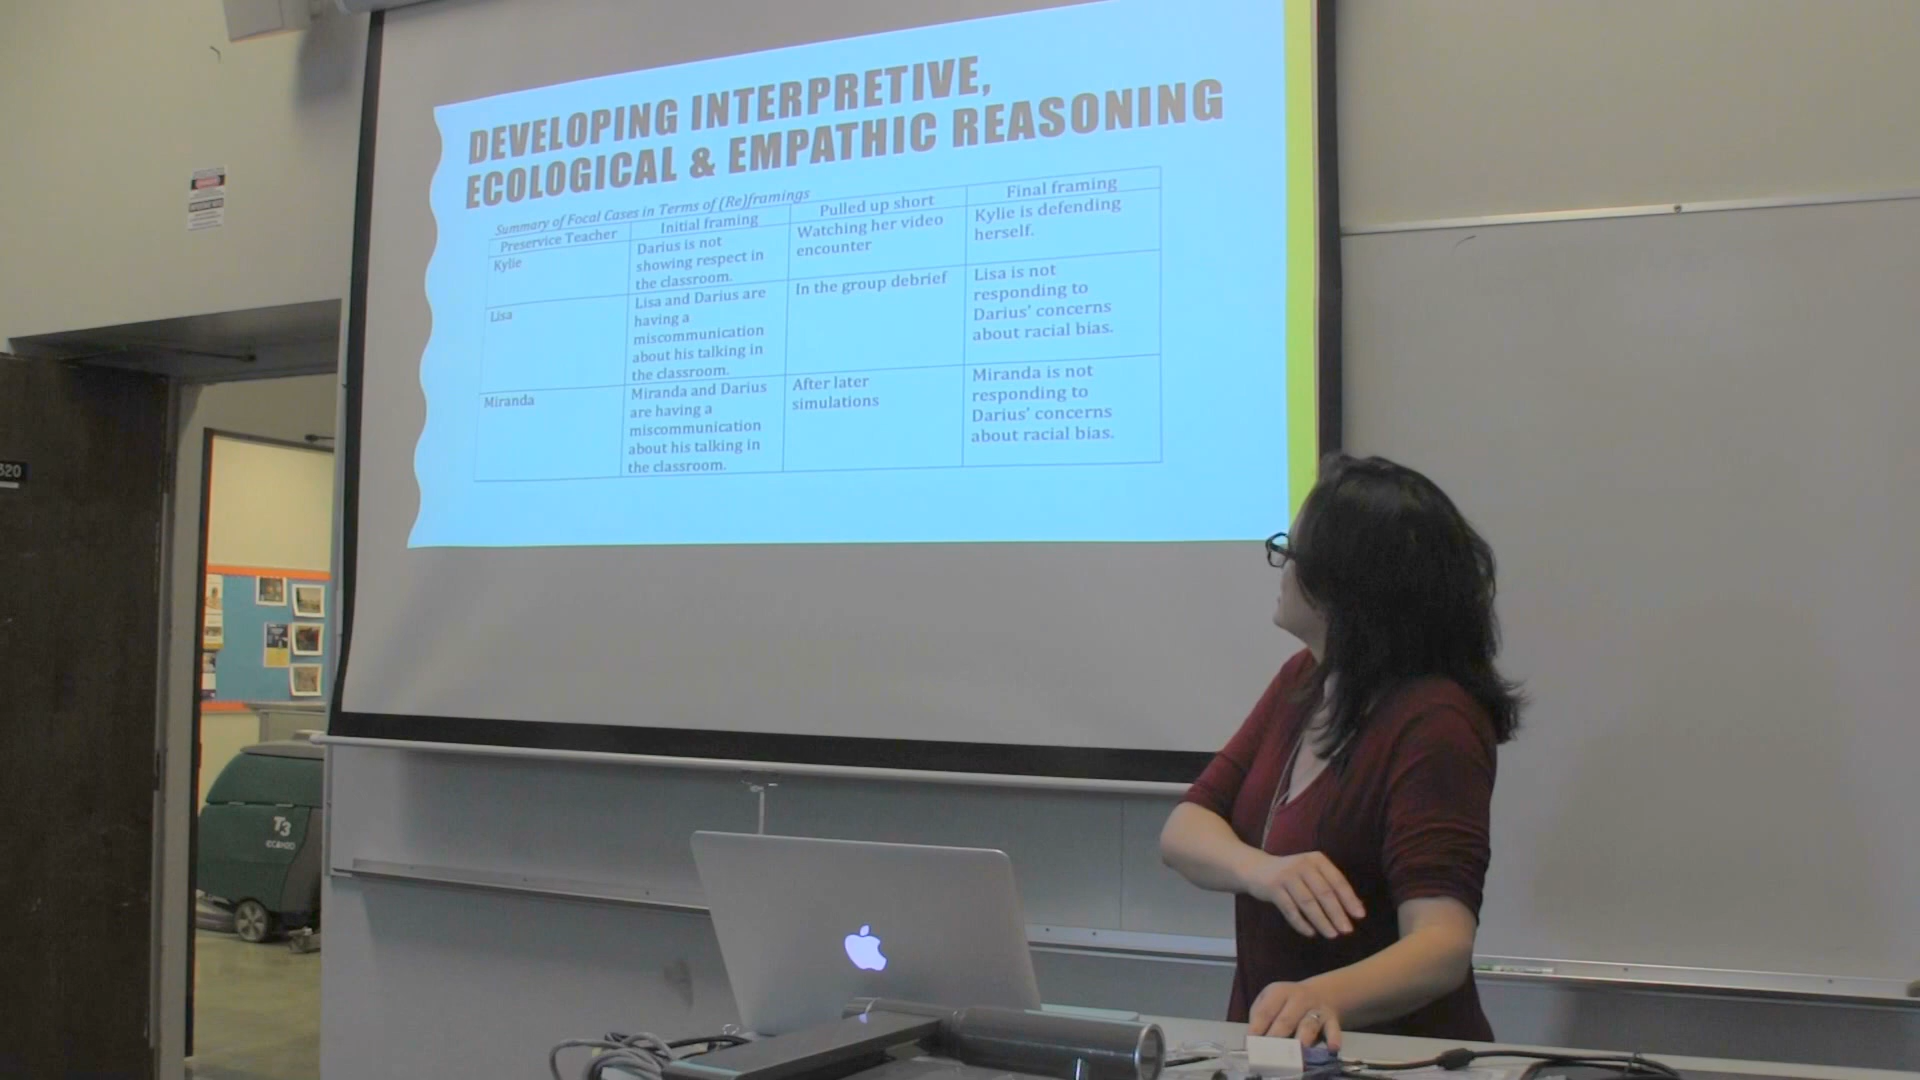 DEVELOPING INTERPRETIVE,
ECOLOGICAL & EMPATHIC REASONING
Summary of Focal Cases in Terms of (Re)framings
Preservice Teacher
Initial framing
Pulled up short
Final framing
Kylie
Darius is not
showing respect in
the classroom.
Watching her video
encounter
Kylie is defending
herself.
Lisa
Lisa and Darius are
having a
miscommunication
about his talking in
the classroom.
In the group debrief
Lisa is not
responding to
Darius' concerns
about racial bias.
Miranda
Miranda and Darius
are having a
miscommunication
about his talking in
the classroom.
After later
simulations
Miranda is not
responding to
Darius' concerns
about racial bias.
320
T3